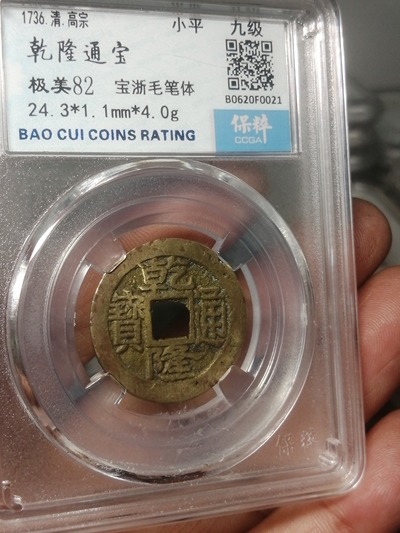 1736.清.高宗 小平 九级
乾隆通宝
极美82 宝浙毛笔体
24.3*1.1mm*4.0g
B0620F0021
BAO CUI COINS RATING
保粹
CCGA
乾隆通寶
保粹